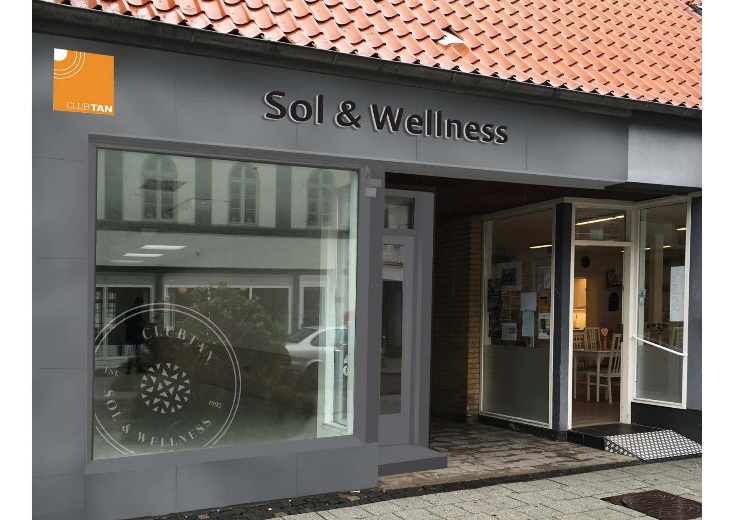 CLUBTAN
Sol & Wellness
CLUBTAN
EST. 1995
SOL & WELLNESS